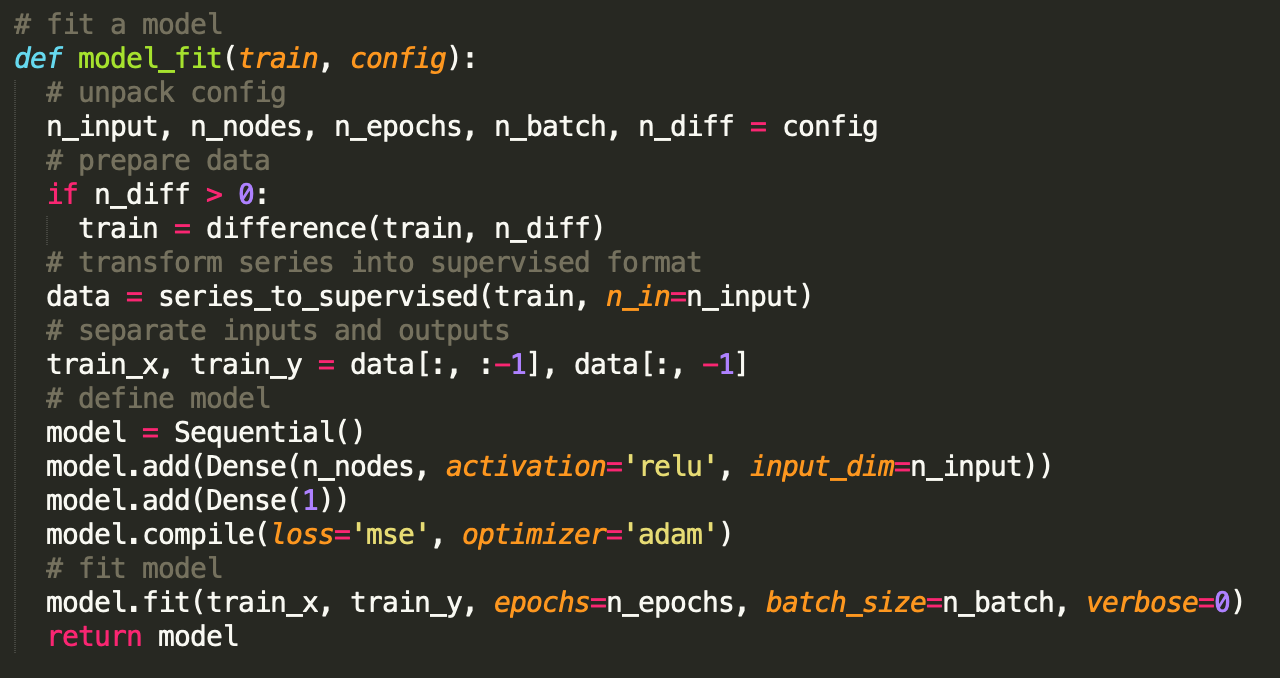 # fit a model
def model_fit(train, config):
  # unpack config
  n_input, n_nodes, n_epochs, n_batch, n_diff = config
  # prepare data
  if n_diff > 0:
    train = difference(train, n_diff)
  # transform series into supervised format
  data = series_to_supervised(train, n_in=n_input)
  # separate inputs and outputs
  train_x, train_y = data[:, :-1], data[:, -1]
  # define model
  model = Sequential()
  model.add(Dense(n_nodes, activation='relu', input_dim=n_input))
  model.add(Dense(1))
  model.compile(loss='mse', optimizer='adam')
  # fit model
  model.fit(train_x, train_y, epochs=n_epochs, batch_size=n_batch, verbose=0)
  return model